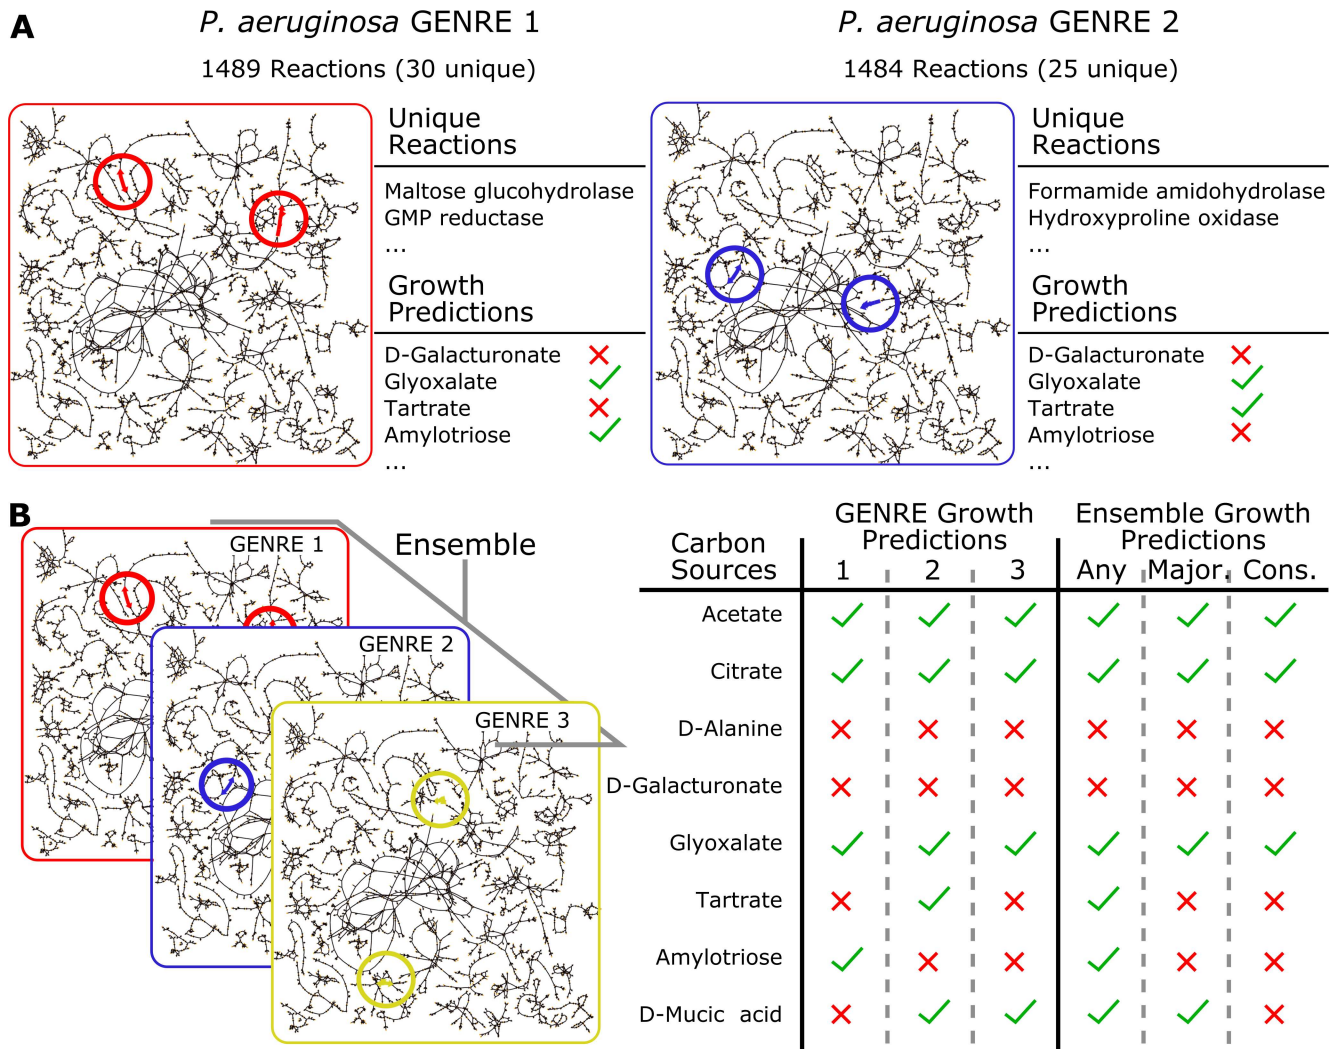 A
P. aeruginosa GENRE 1
1489 Reactions (30 unique)
Unique
Reactions
Maltose glucohydrolase
GMP reductase
...
Growth
Predictions
D-Galacturonate
Glyoxalate
Tartrate
Amylotriose
...
P. aeruginosa GENRE 2
1484 Reactions (25 unique)
Unique
Reactions
Formamide amidohydrolase
Hydroxyproline oxidase
...
Growth
Predictions
D-Galacturonate
Glyoxalate
Tartrate
Amylotriose
...
B
GENRE 1
GENRE 2
GENRE 3
Ensemble
Carbon
Sources
GENRE Growth
Predictions
1 2 3
Ensemble Growth
Predictions
Any Major. Cons.
Acetate
Citrate
D-Alanine
D-Galacturonate
Glyoxalate
Tartrate
Amylotriose
D-Mucic acid